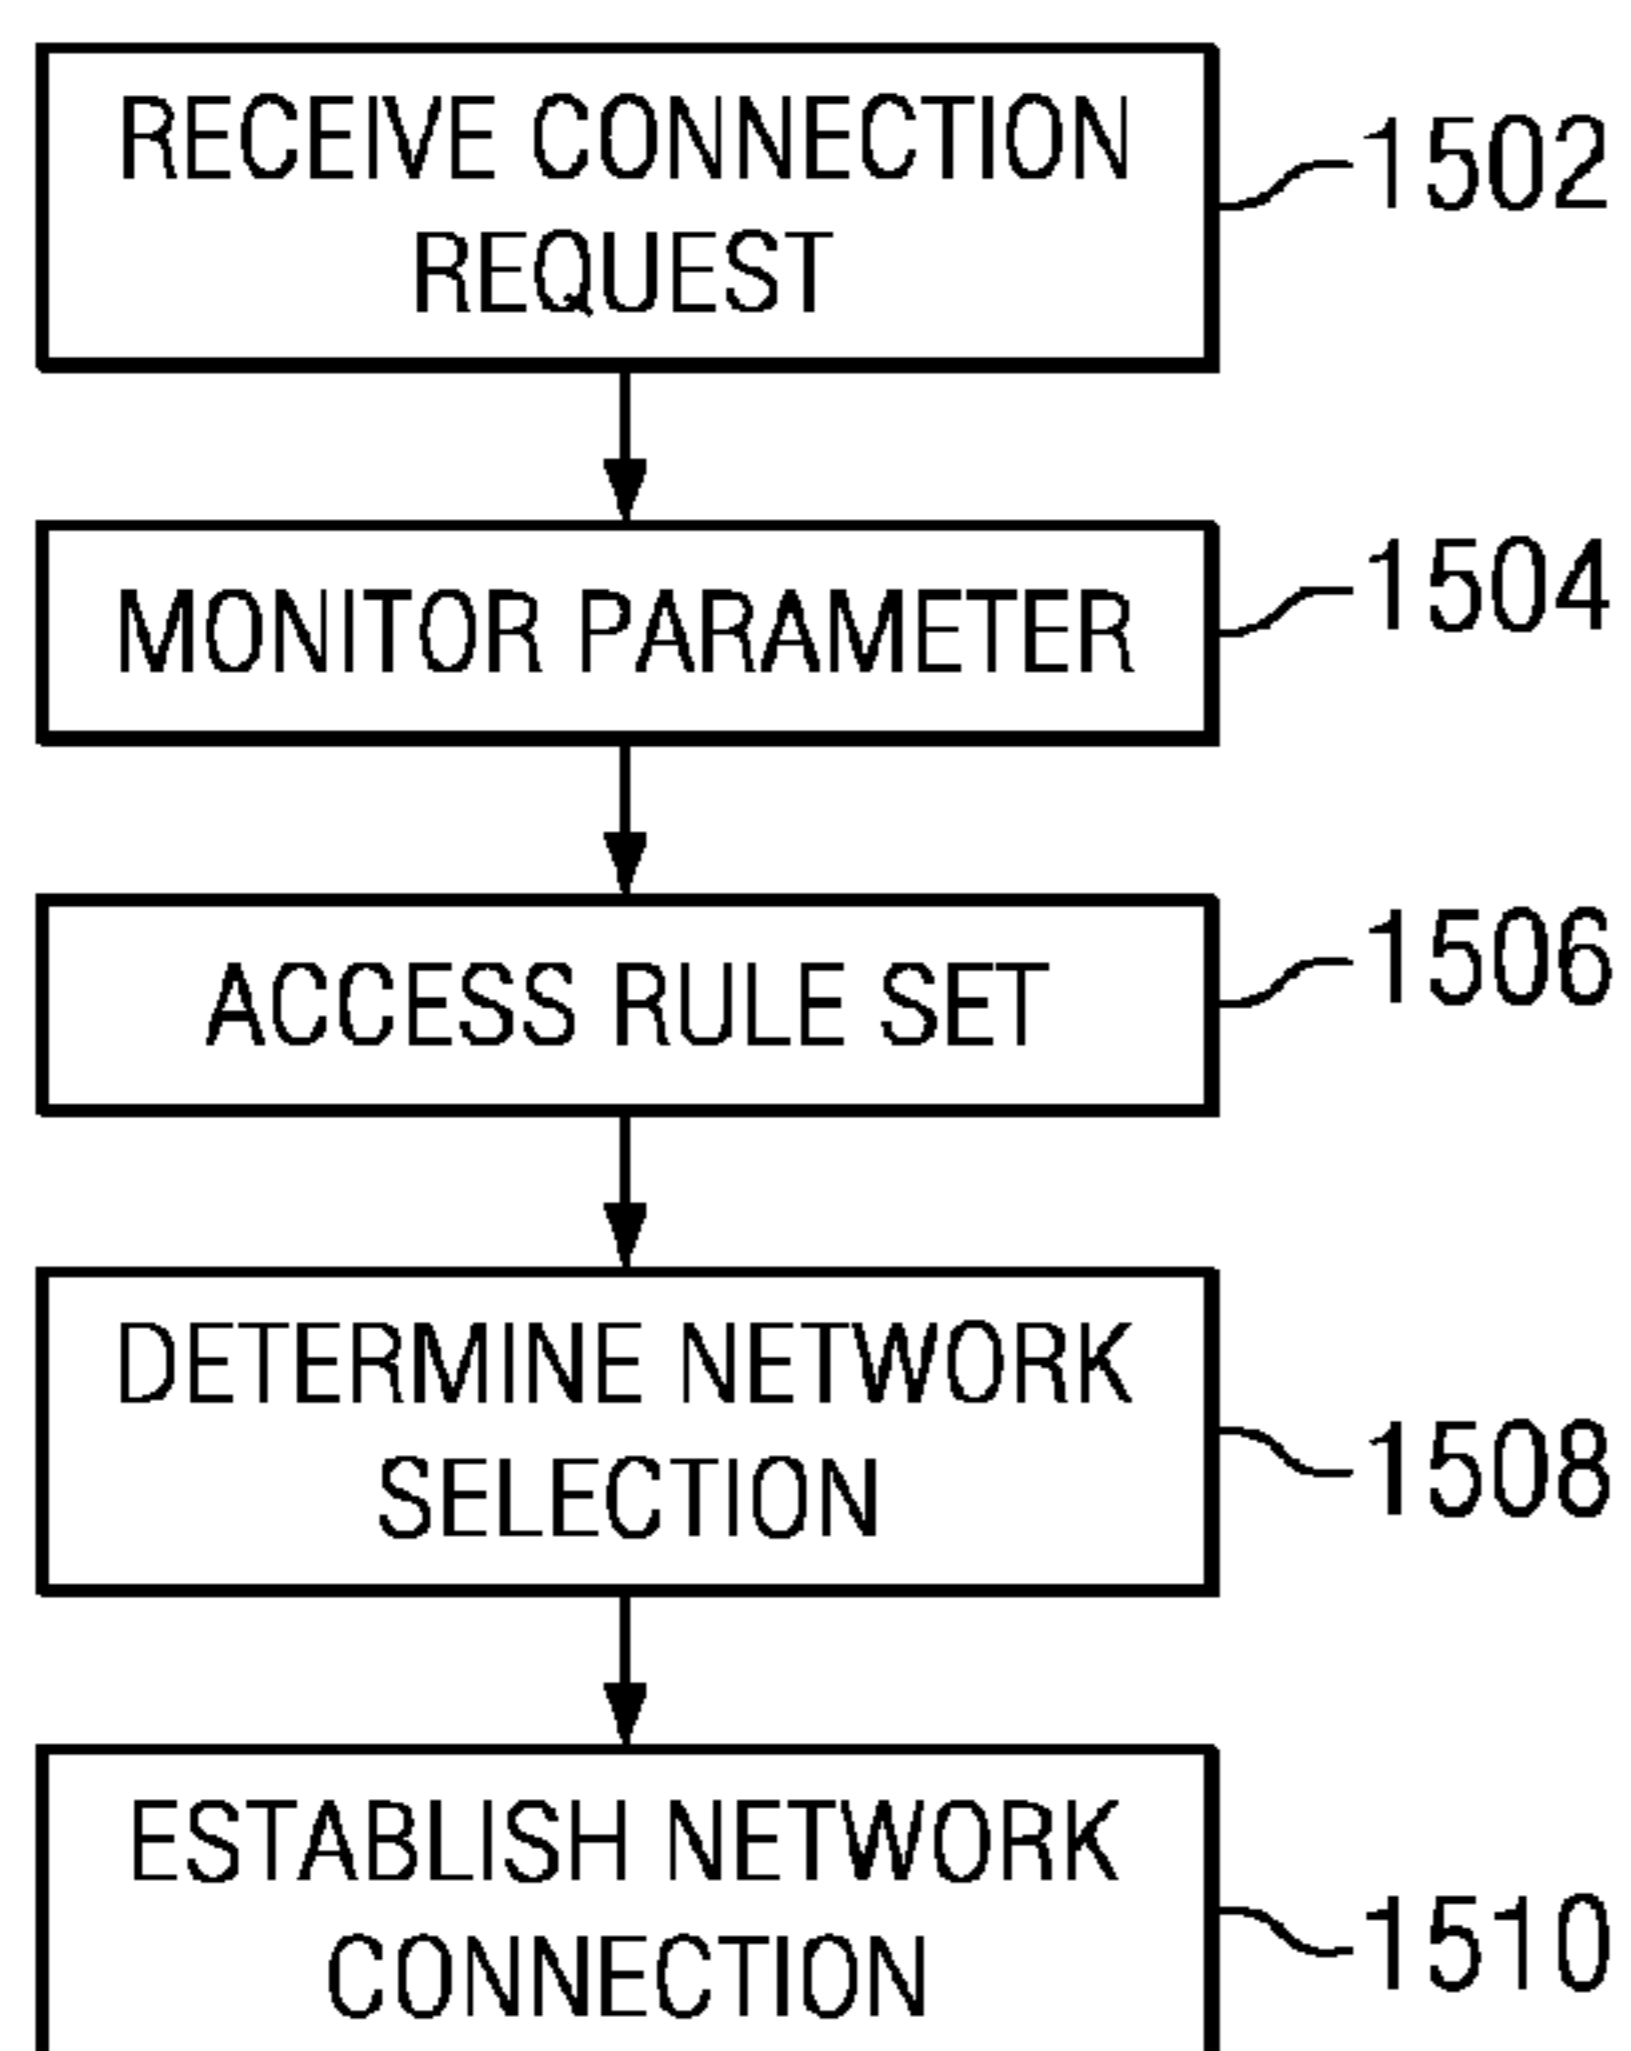 RECEIVE CONNECTION
REQUEST
1502
MONITOR PARAMETER
1504
ACCESS RULE SET
1506
DETERMINE NETWORK
SELECTION
1508
ESTABLISH NETWORK
CONNECTION
1510